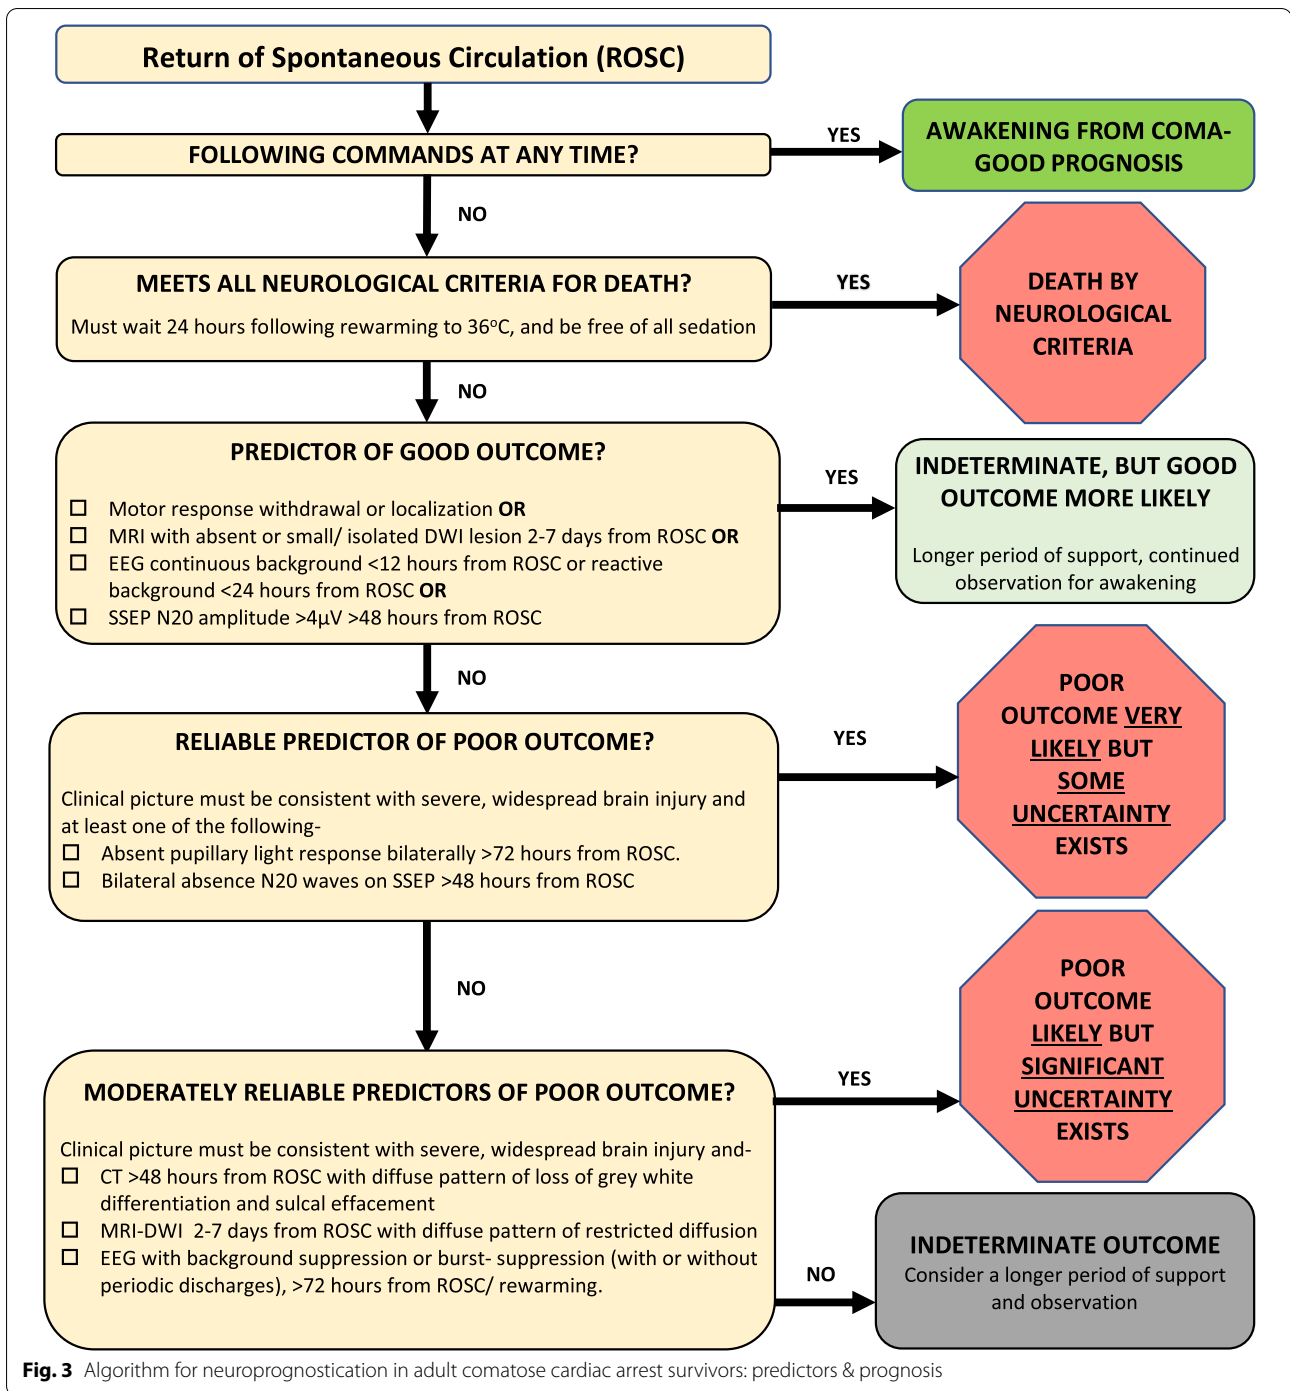 Return of Spontaneous Circulation (ROSC)
FOLLOWING COMMANDS AT ANY TIME?
YES
AWAKENING FROM COMA-
GOOD PROGNOSIS
NO
MEETS ALL NEUROLOGICAL CRITERIA FOR DEATH?
Must wait 24 hours following rewarming to 36ºC, and be free of all sedation
YES
DEATH BY
NEUROLOGICAL
CRITERIA
NO
PREDICTOR OF GOOD OUTCOME?
☐ Motor response withdrawal or localization OR
☐ MRI with absent or small/ isolated DWI lesion 2-7 days from ROSC OR
☐ EEG continuous background <12 hours from ROSC or reactive
background <24 hours from ROSC OR
☐ SSEP N20 amplitude >4µV >48 hours from ROSC
YES
INDETERMINATE, BUT GOOD
OUTCOME MORE LIKELY
Longer period of support, continued
observation for awakening
NO
RELIABLE PREDICTOR OF POOR OUTCOME?
Clinical picture must be consistent with severe, widespread brain injury and
at least one of the following-
☐ Absent pupillary light response bilaterally >72 hours from ROSC.
☐ Bilateral absence N20 waves on SSEP >48 hours from ROSC
YES
POOR
OUTCOME VERY
LIKELY BUT
SOME
UNCERTAINTY
EXISTS
NO
MODERATELY RELIABLE PREDICTORS OF POOR OUTCOME?
Clinical picture must be consistent with severe, widespread brain injury and-
☐ CT >48 hours from ROSC with diffuse pattern of loss of grey white
differentiation and sulcal effacement
☐ MRI-DWI 2-7 days from ROSC with diffuse pattern of restricted diffusion
☐ EEG with background suppression or burst- suppression (with or without
periodic discharges), >72 hours from ROSC/ rewarming.
YES
POOR
OUTCOME
LIKELY BUT
SIGNIFICANT
UNCERTAINTY
EXISTS
NO
INDETERMINATE OUTCOME
Consider a longer period of support
and observation
Fig. 3 Algorithm for neuroprognostication in adult comatose cardiac arrest survivors: predictors & prognosis